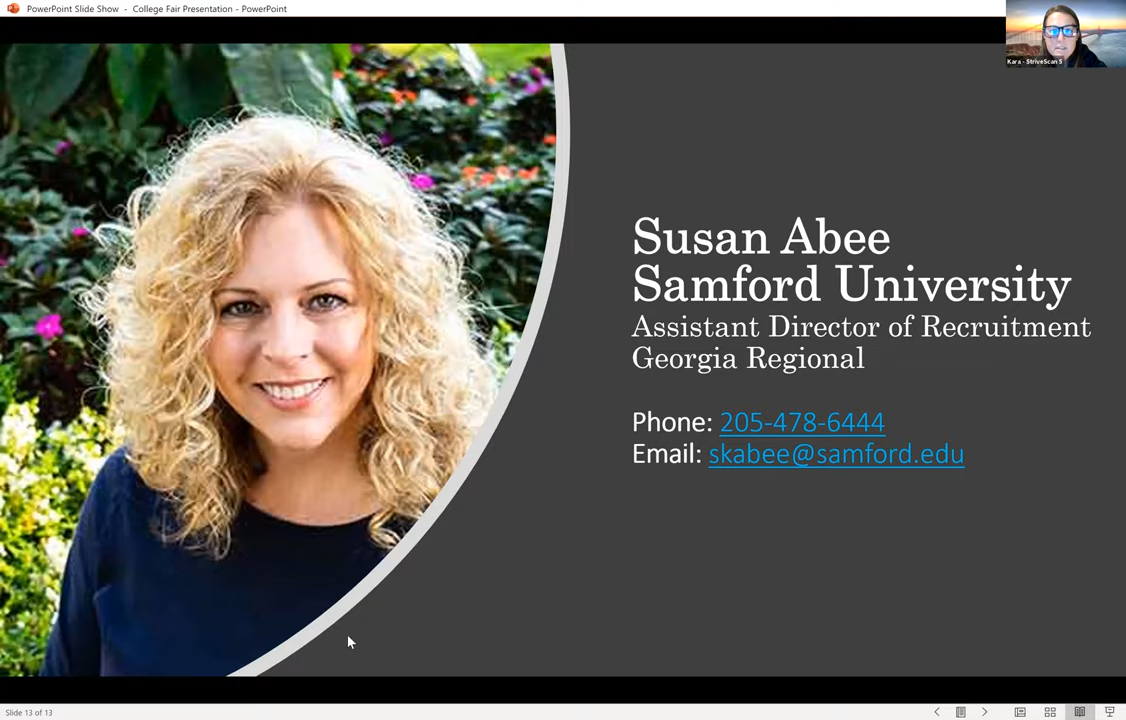 PowerPoint Slide Show - College Fair Presentation - PowerPoint
Kara - StriveScan S
Susan Abee
Samford University
Assistant Director of Recruitment
Georgia Regional
Phone: 205-478-6444
Email: skabee@samford.edu
Slide 13 of 13